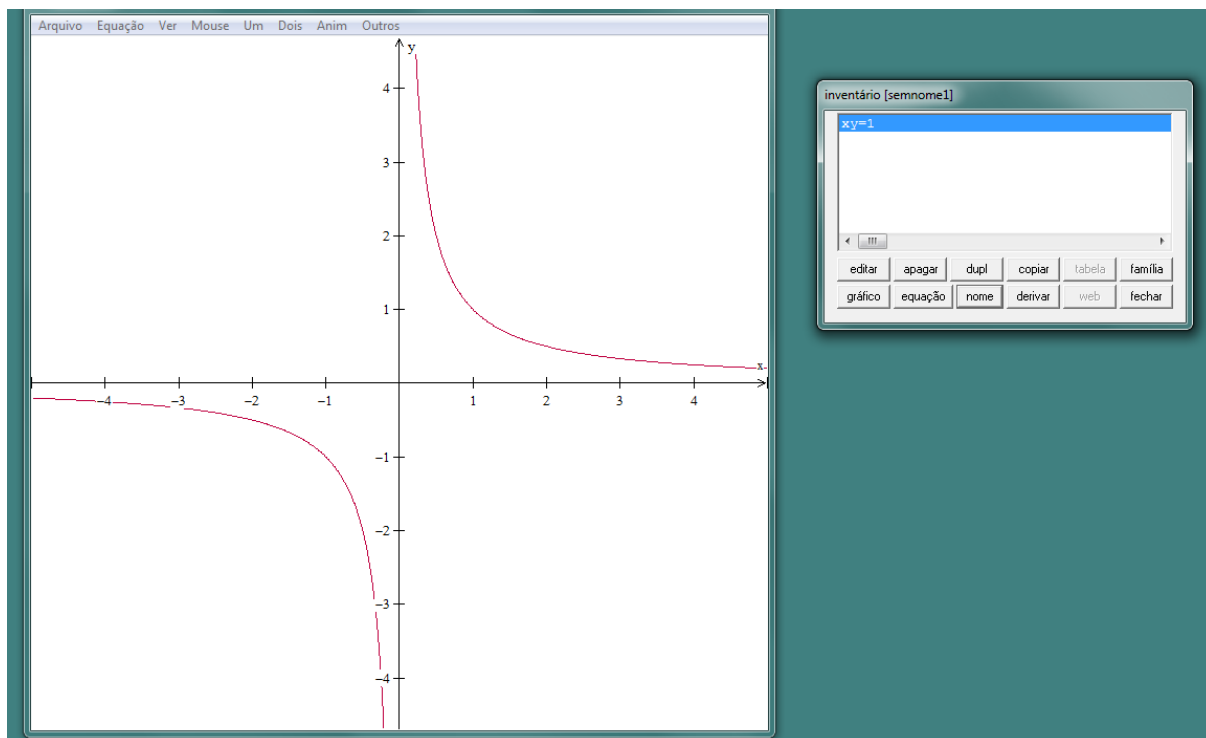 Arquivo Equação Ver Mouse Um Dois Anim Outros
y
4
3
2
1
x
−4 −3 −2 −1 1 2 3 4
−1
−2
−3
−4
inventário [semnome1]
xy=1
editar apagar dupl copiar tabela família
gráfico equação nome derivar web fechar